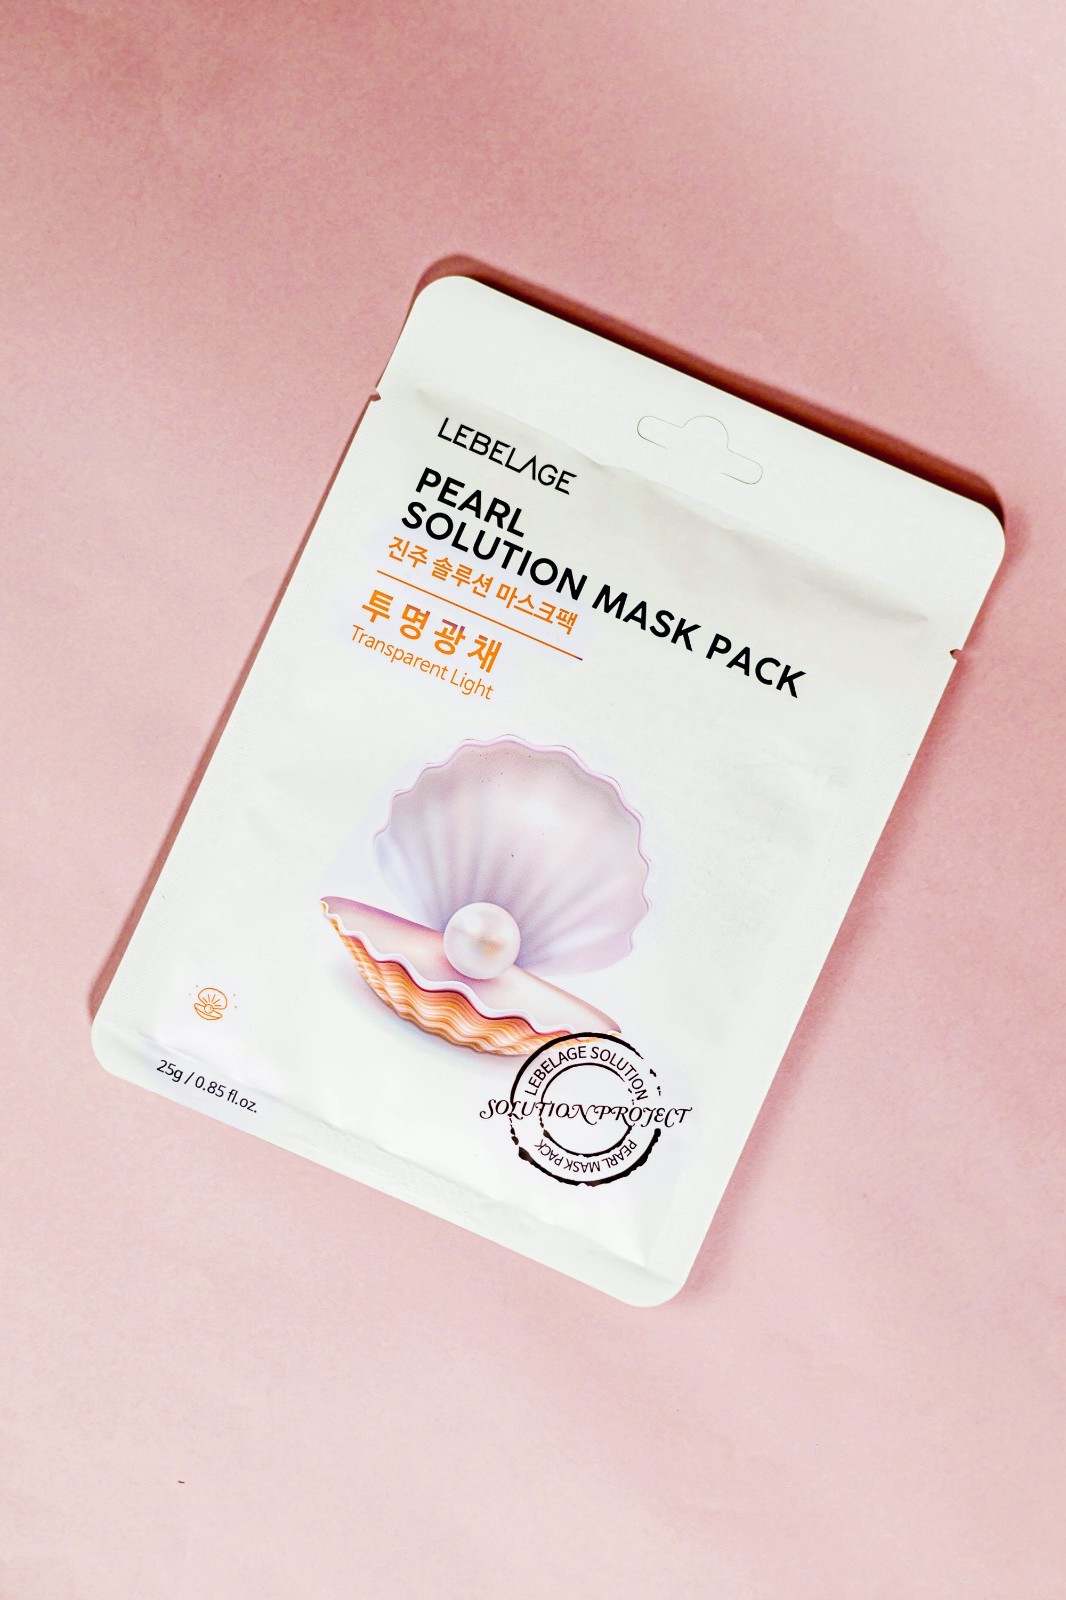 LEBELAGE
PEARL
SOLUTION MASK PACK
진주 솔루션 마스크팩
투명광채
Transparent Light
LEBELAGE SOLUTION
SOLUTION PROJECT
PEARL MASK PACK
25g / 0.85 fl.oz.